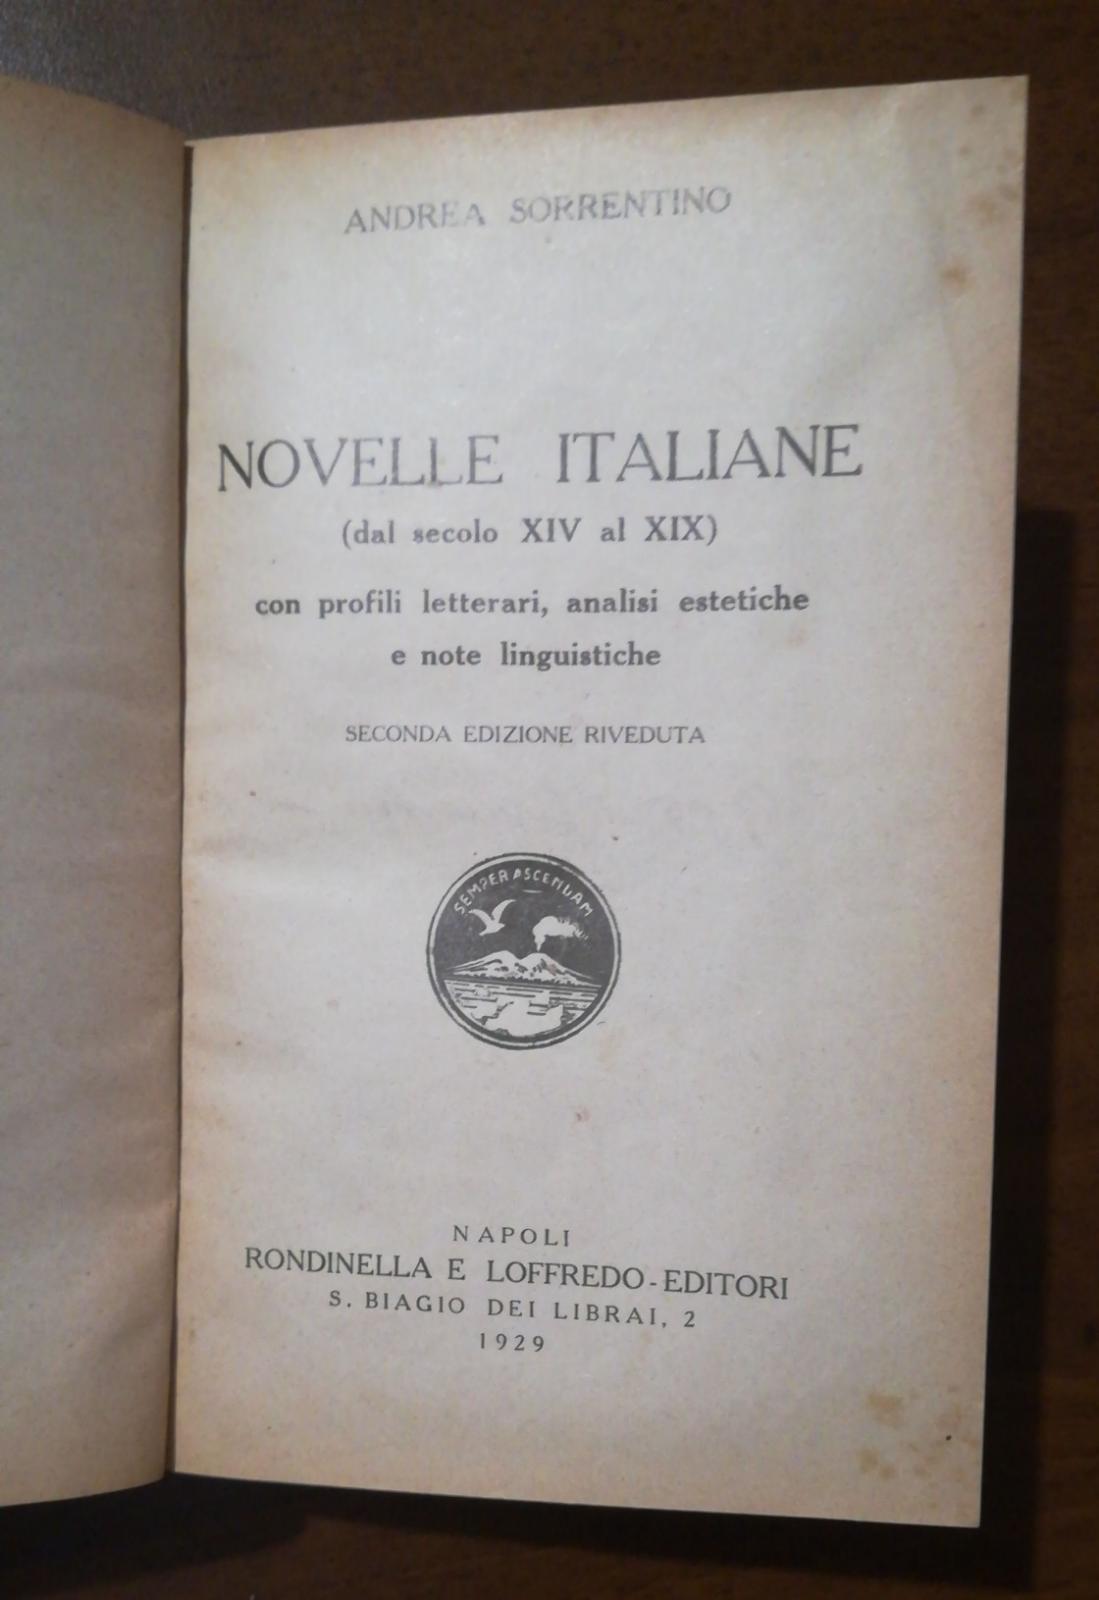 ANDREA SORRENTINO
NOVELLE ITALIANE
(dal secolo XIV al XIX)
con profili letterari, analisi estetiche
e note linguistiche
SECONDA EDIZIONE RIVEDUTA
SEMPER ASCENDAM
NAPOLI
RONDINELLA E LOFFREDO-EDITORI
S. BIAGIO DEI LIBRAI, 2
1929